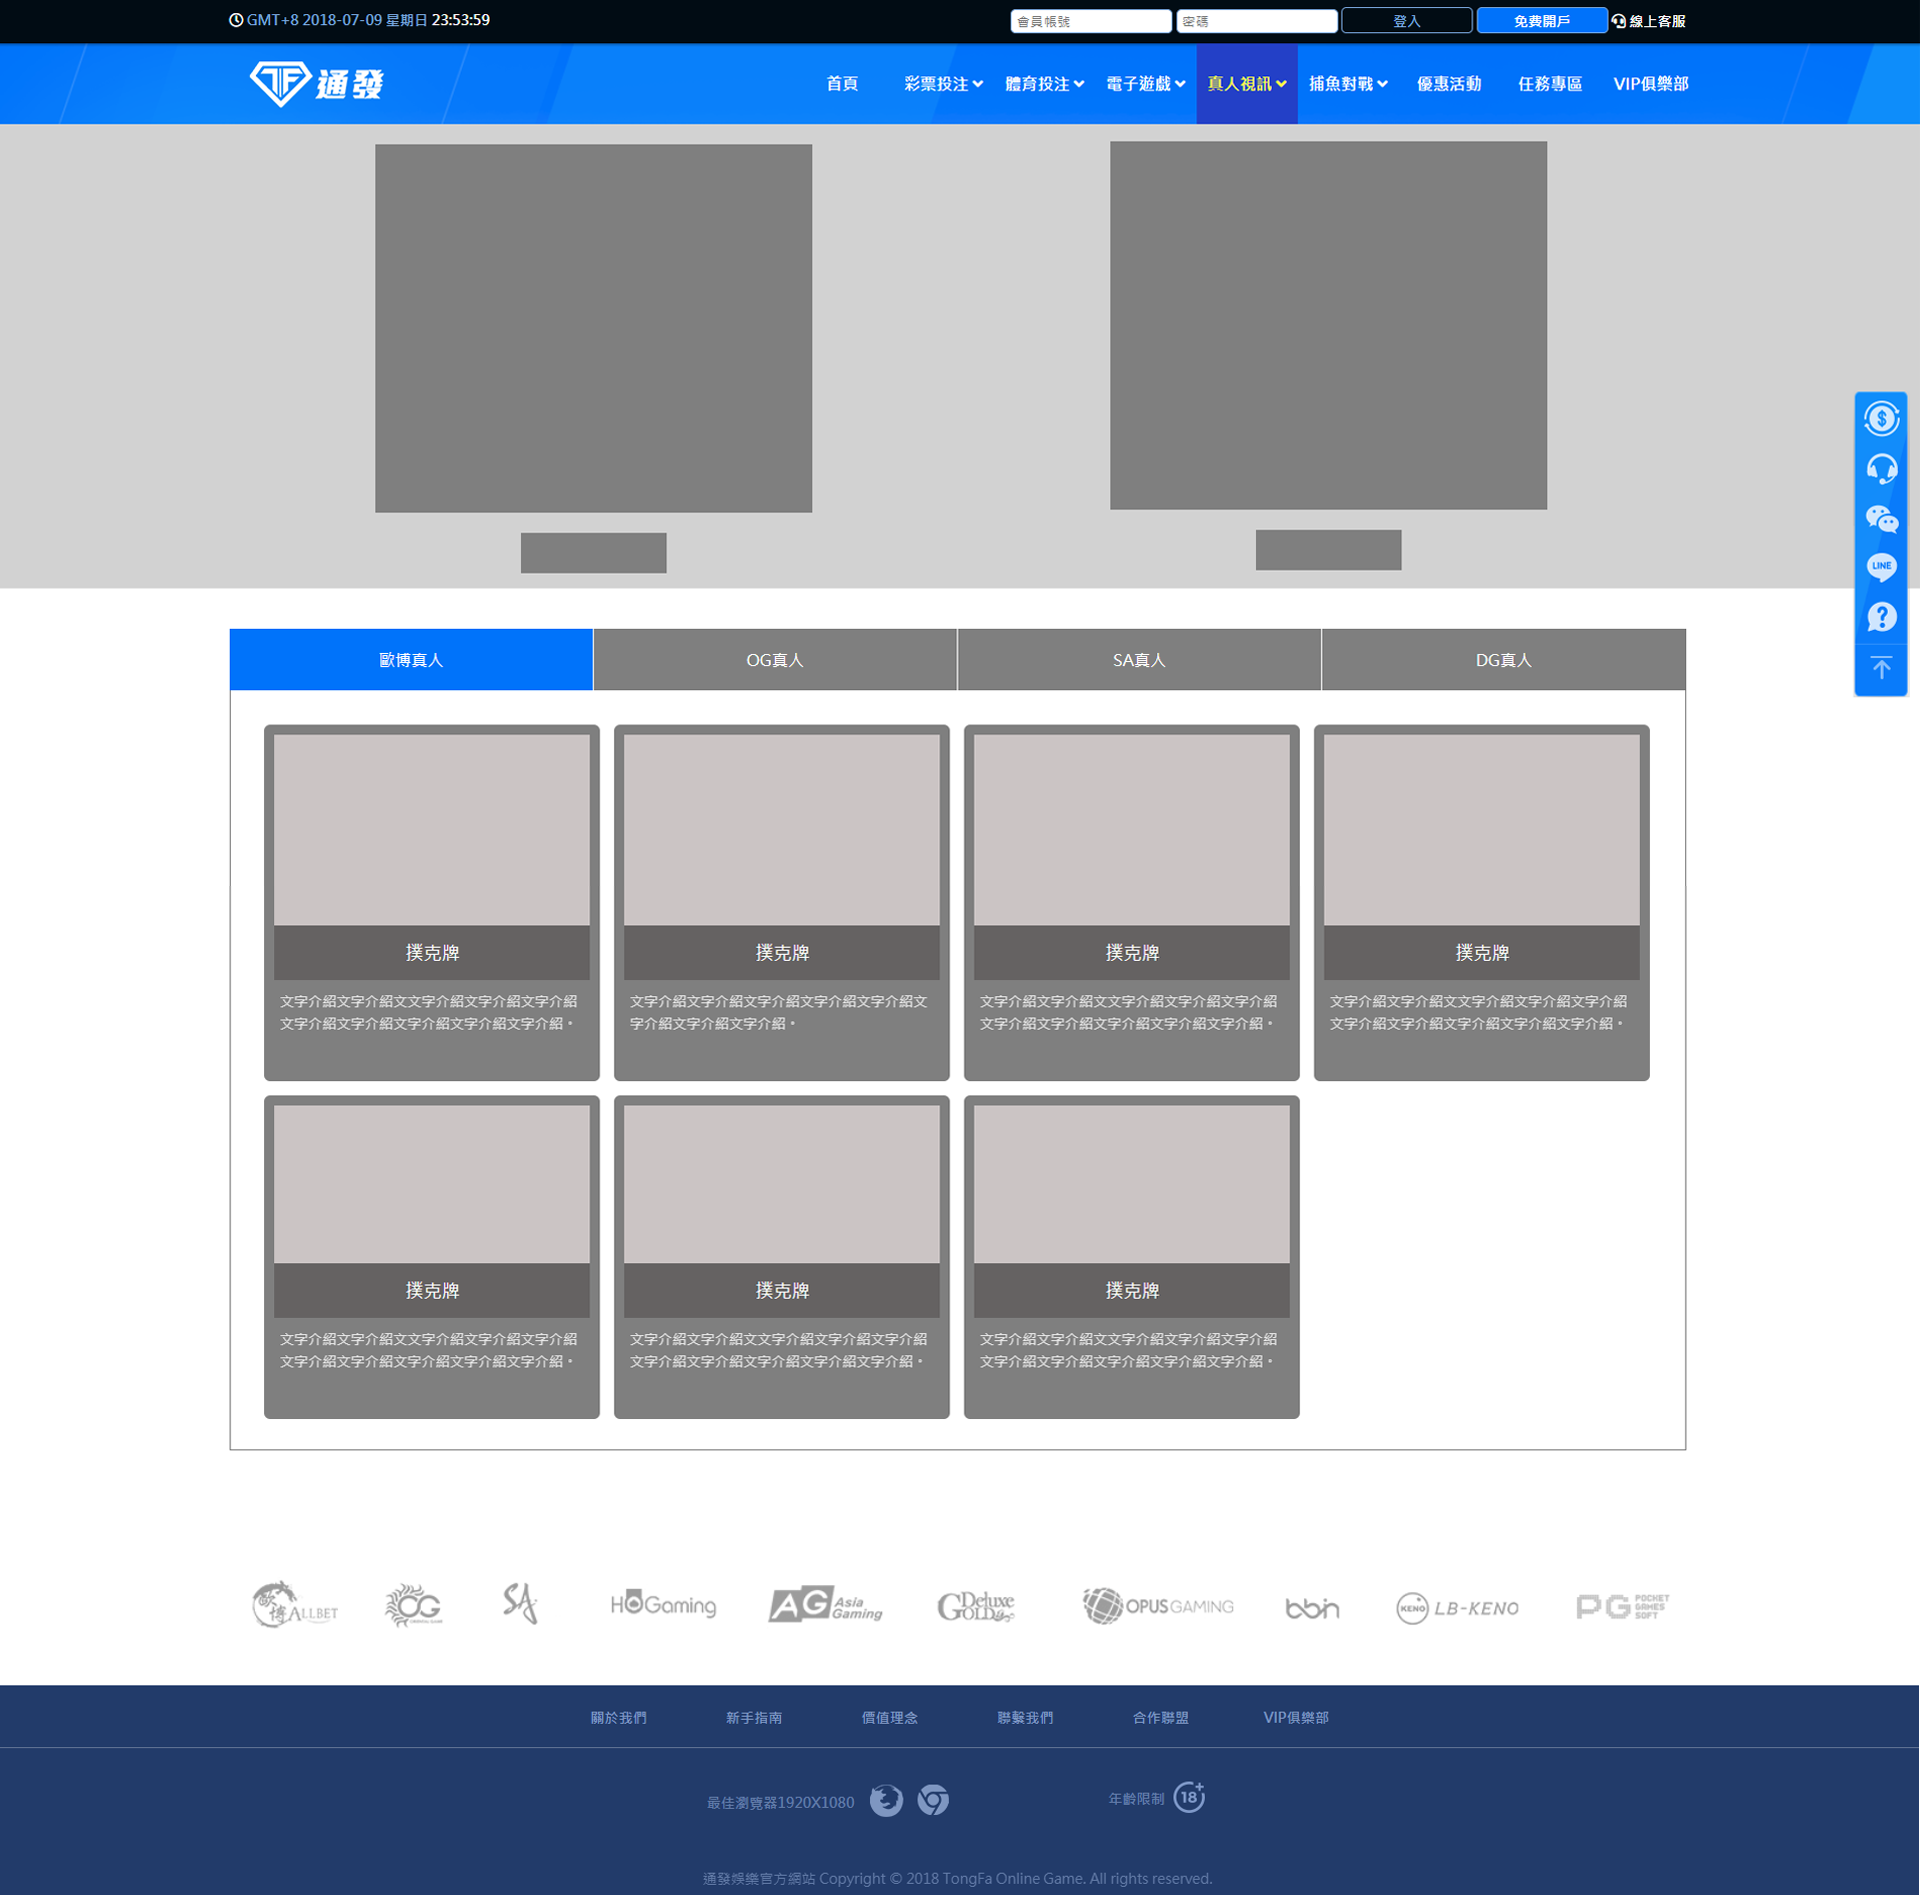 GMT+8 2018-07-09 星期日 23:53:59
會員帳號 密碼 登入 免費開戶 線上客服
TF 通發
首頁 彩票投注 體育投注 電子遊戲 真人視訊 捕魚對戰 優惠活動 任務專區 VIP俱樂部
LINE
歐博真人 OG真人 SA真人 DG真人
撲克牌 撲克牌 撲克牌 撲克牌
文字介紹文字介紹文文字介紹文字介紹文字介紹
文字介紹文字介紹文字介紹文字介紹文字介紹。
文字介紹文字介紹文字介紹文字介紹文字介紹文
字介紹文字介紹文字介紹。
文字介紹文字介紹文文字介紹文字介紹文字介紹
文字介紹文字介紹文字介紹文字介紹文字介紹。
文字介紹文字介紹文文字介紹文字介紹文字介紹
文字介紹文字介紹文字介紹文字介紹文字介紹。
撲克牌 撲克牌 撲克牌
文字介紹文字介紹文文字介紹文字介紹文字介紹
文字介紹文字介紹文字介紹文字介紹文字介紹。
文字介紹文字介紹文文字介紹文字介紹文字介紹
文字介紹文字介紹文字介紹文字介紹文字介紹。
文字介紹文字介紹文文字介紹文字介紹文字介紹
文字介紹文字介紹文字介紹文字介紹文字介紹。
歐博 ALLBET OG SA HoGaming AG Asia Gaming Gold Deluxe OPUS GAMING bbin KENO LB-KENO PG POCKET GAMES SOFT
關於我們 新手指南 價值理念 聯繫我們 合作聯盟 VIP俱樂部
最佳瀏覽器1920X1080 年齡限制 18+
通發娛樂官方網站 Copyright © 2018 TongFa Online Game. All rights reserved.